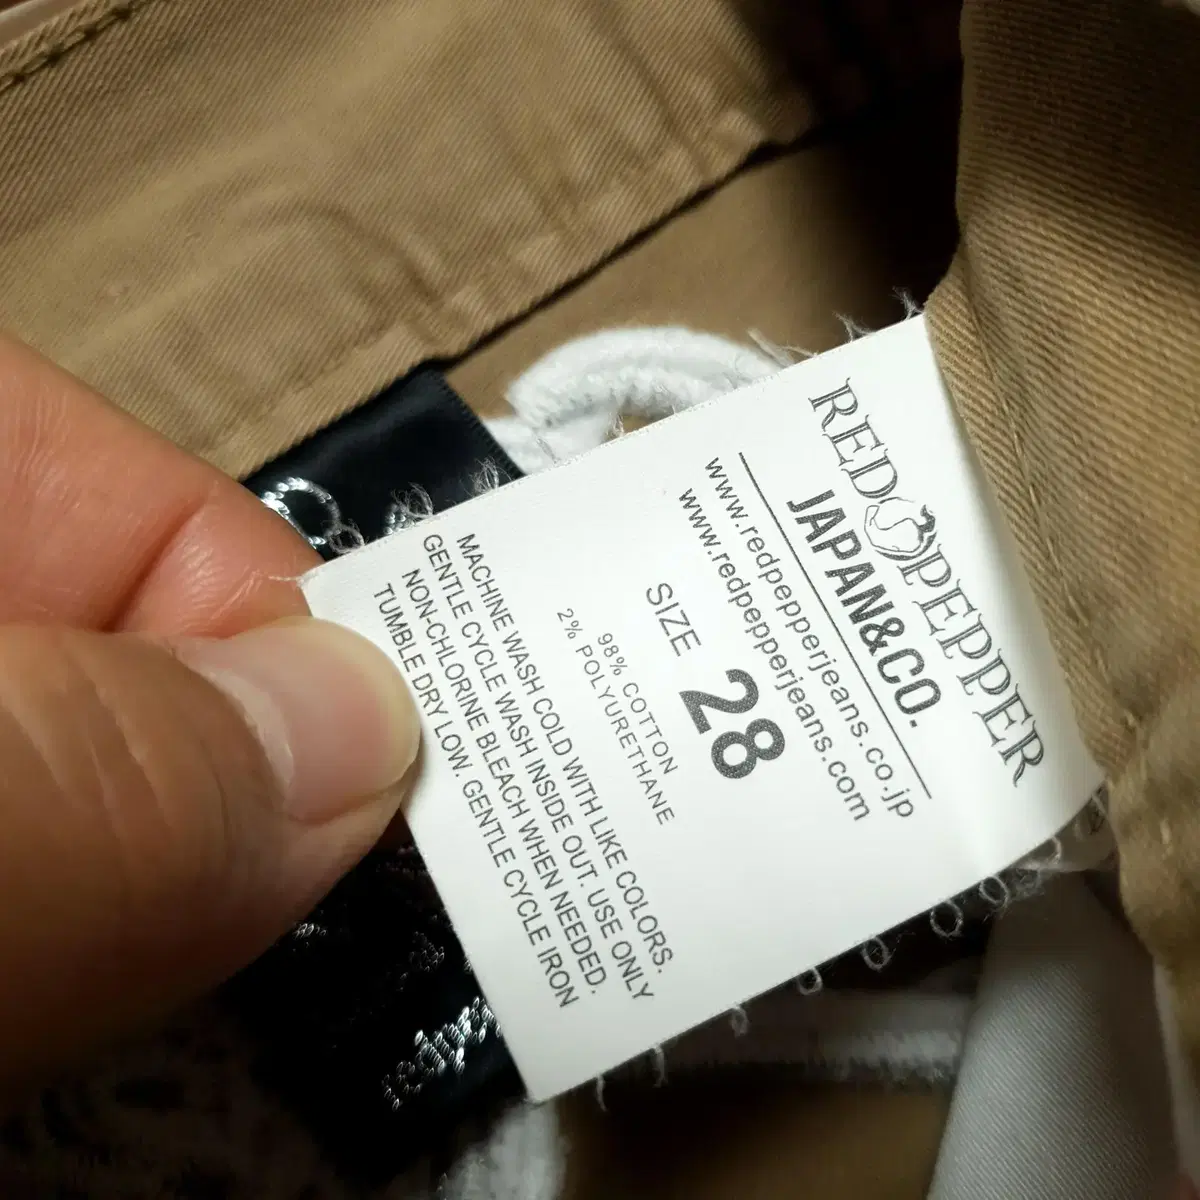 RED PEPPER
JAPAN&CO.
www.redpepperjeans.co.jp
www.redpepperjeans.com
SIZE 28
98% COTTON
2% POLYURETHANE
MACHINE WASH COLD WITH LIKE COLORS.
GENTLE CYCLE WASH INSIDE OUT. USE ONLY
NON-CHLORINE BLEACH WHEN NEEDED.
TUMBLE DRY LOW. GENTLE CYCLE IRON